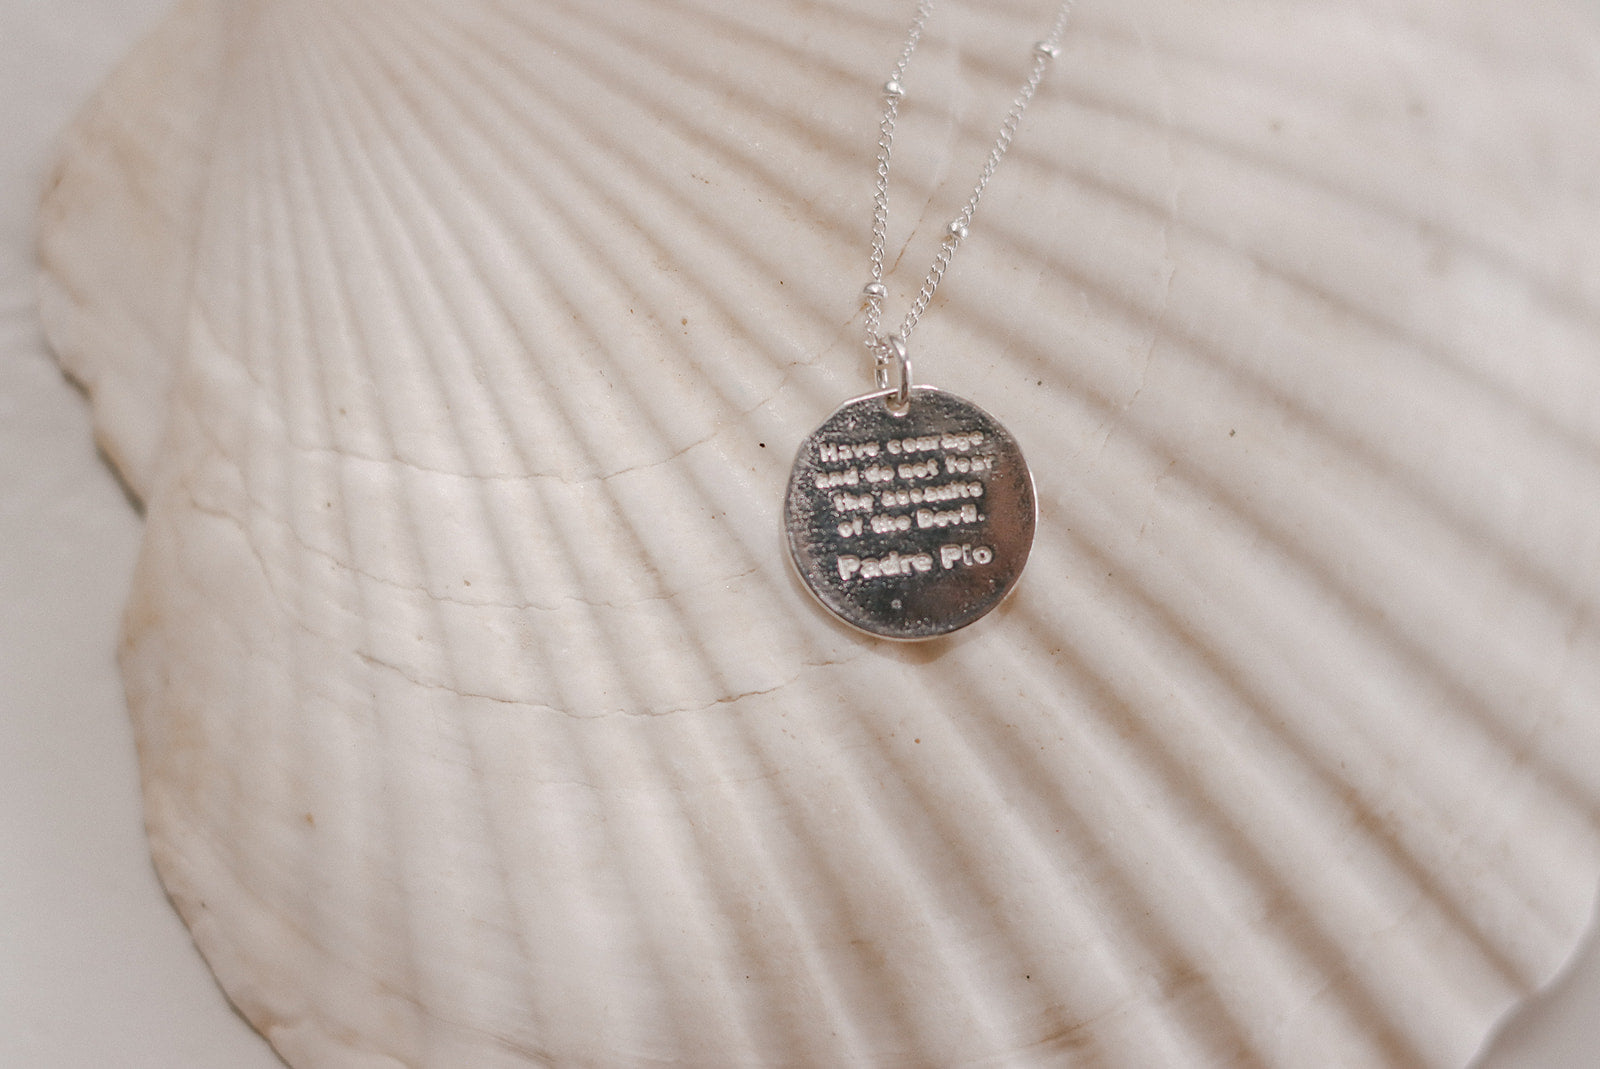 Have courage
and do not fear
the assaults
of the Devil.
Padre Pio